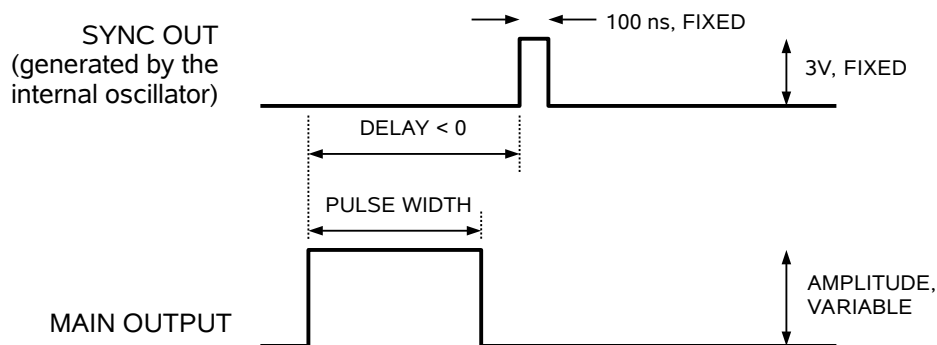 SYNC OUT
(generated by the
internal oscillator)
100 ns, FIXED
3V, FIXED
DELAY < 0
PULSE WIDTH
MAIN OUTPUT
AMPLITUDE,
VARIABLE